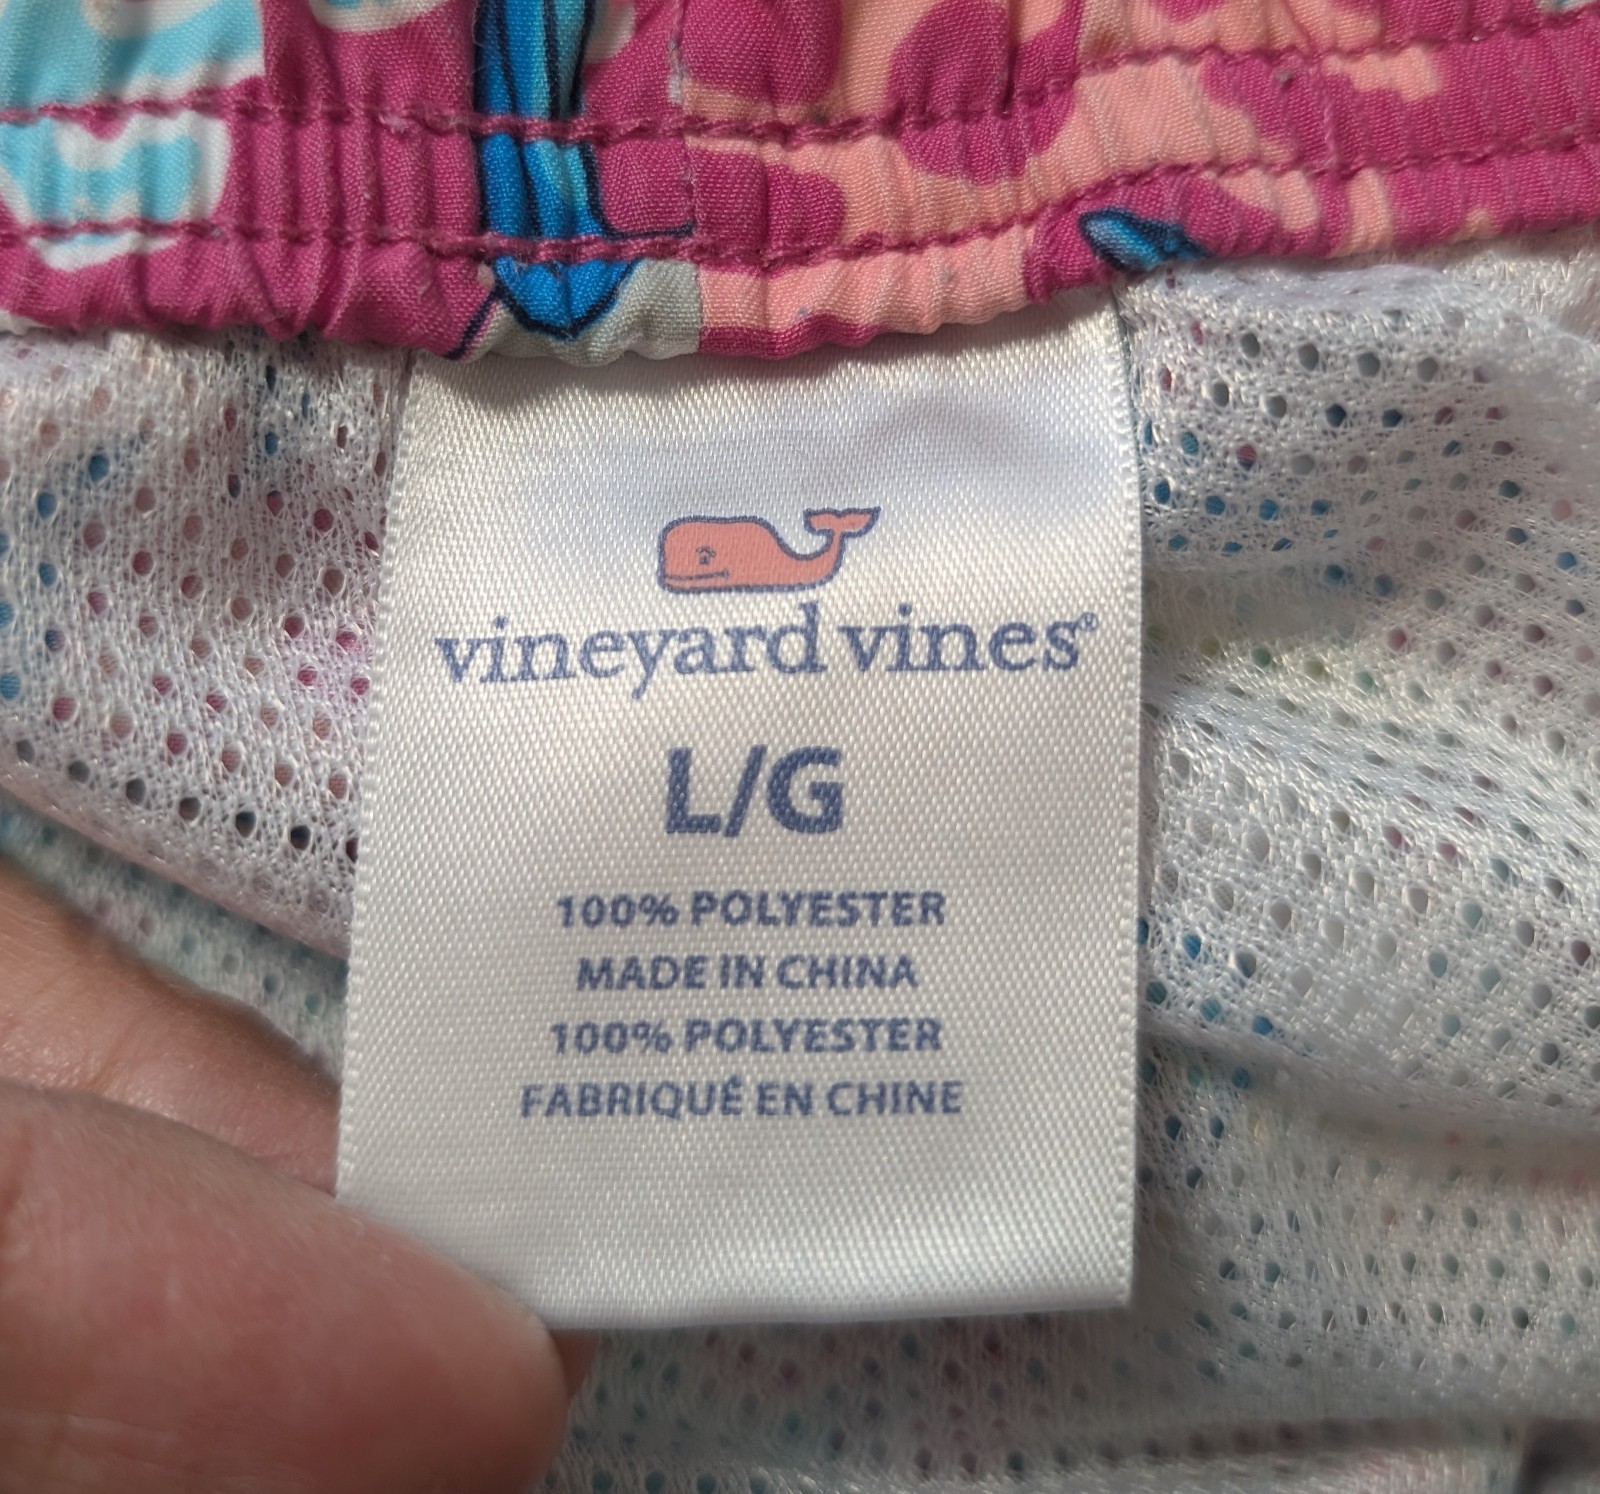 vineyard vines®
L/G
100% POLYESTER
MADE IN CHINA
100% POLYESTER
FABRIQUÉ EN CHINE